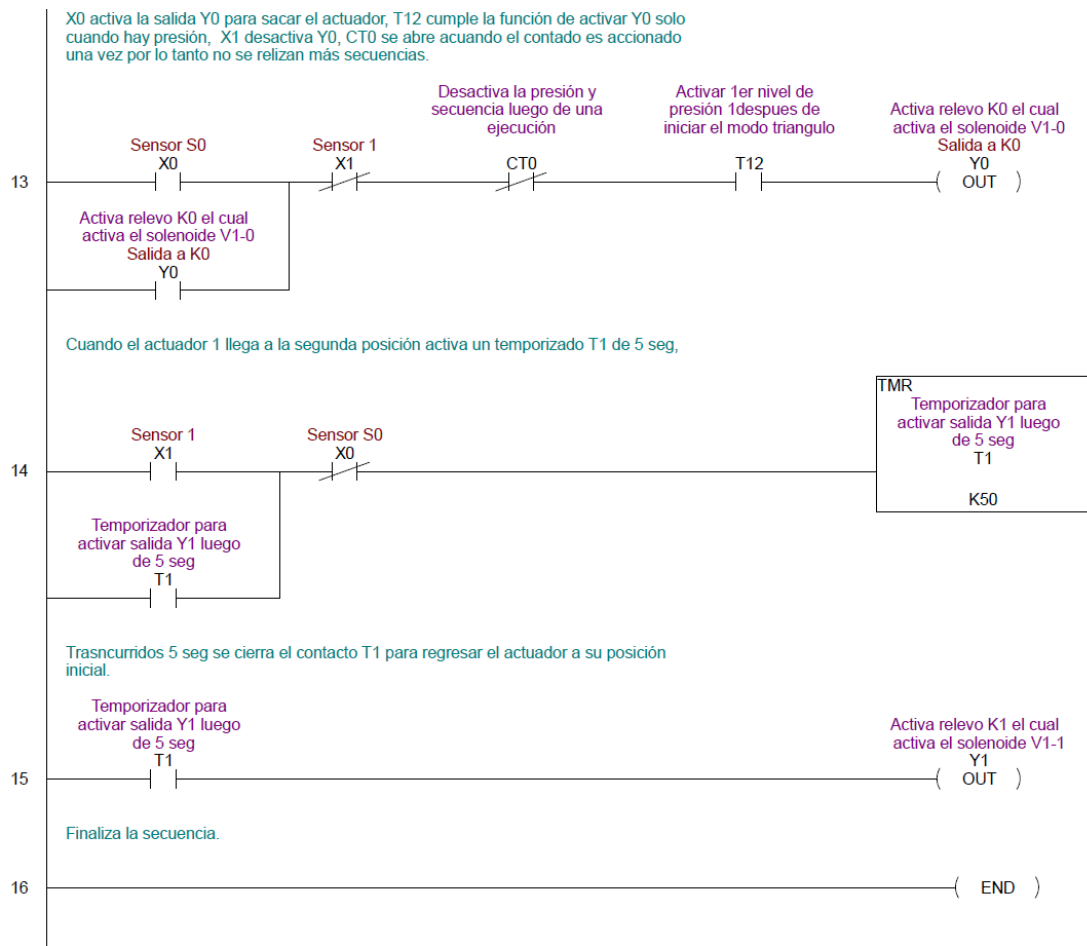 X0 activa la salida Y0 para sacar el actuador, T12 cumple la función de activar Y0 solo
cuando hay presión, X1 desactiva Y0, CT0 se abre acuando el contado es accionado
una vez por lo tanto no se relizan más secuencias.
Desactiva la presión y
secuencia luego de una
ejecución
Activar 1er nivel de
presión 1despues de
iniciar el modo triangulo
Activa relevo K0 el cual
activa el solenoide V1-0
Sensor S0
Sensor 1
Salida a K0
X0
X1
CT0
T12
Y0
13
OUT
Activa relevo K0 el cual
activa el solenoide V1-0
Salida a K0
Y0
Cuando el actuador 1 llega a la segunda posición activa un temporizado T1 de 5 seg,
TMR
Temporizador para
activar salida Y1 luego
de 5 seg
T1
K50
Sensor 1
X1
Sensor S0
X0
14
Temporizador para
activar salida Y1 luego
de 5 seg
T1
Trasncurridos 5 seg se cierra el contacto T1 para regresar el actuador a su posición
inicial.
Temporizador para
activar salida Y1 luego
de 5 seg
T1
Activa relevo K1 el cual
activa el solenoide V1-1
Y1
15
OUT
Finaliza la secuencia.
16
END